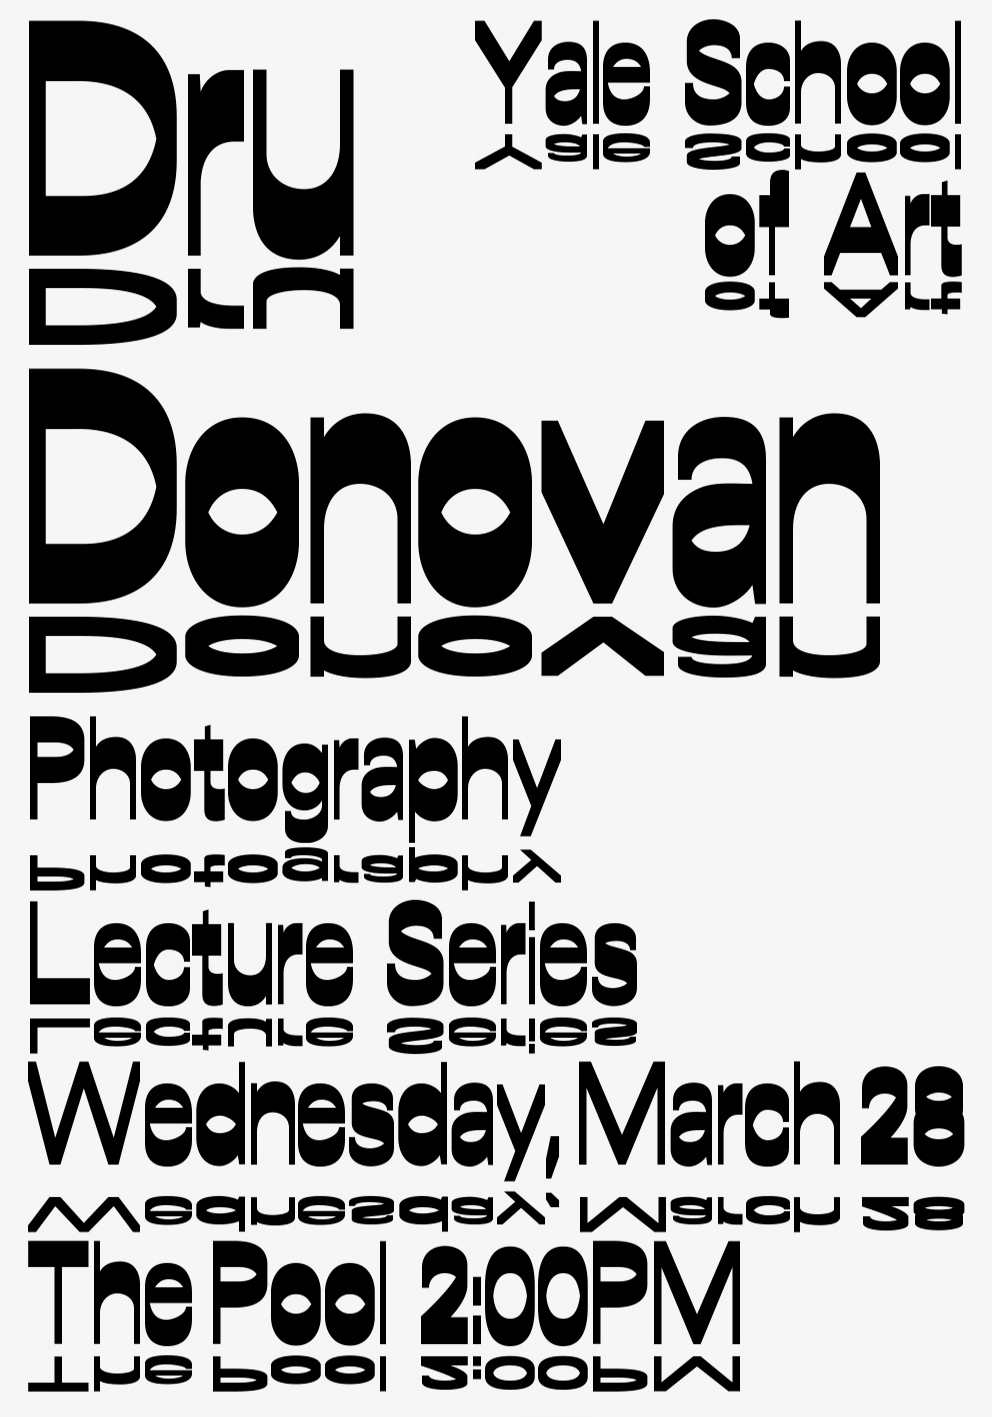 Dru
Yale School
of Art
Donovan
Photography
Lecture Series
Wednesday, March 28
The Pool 2:00PM